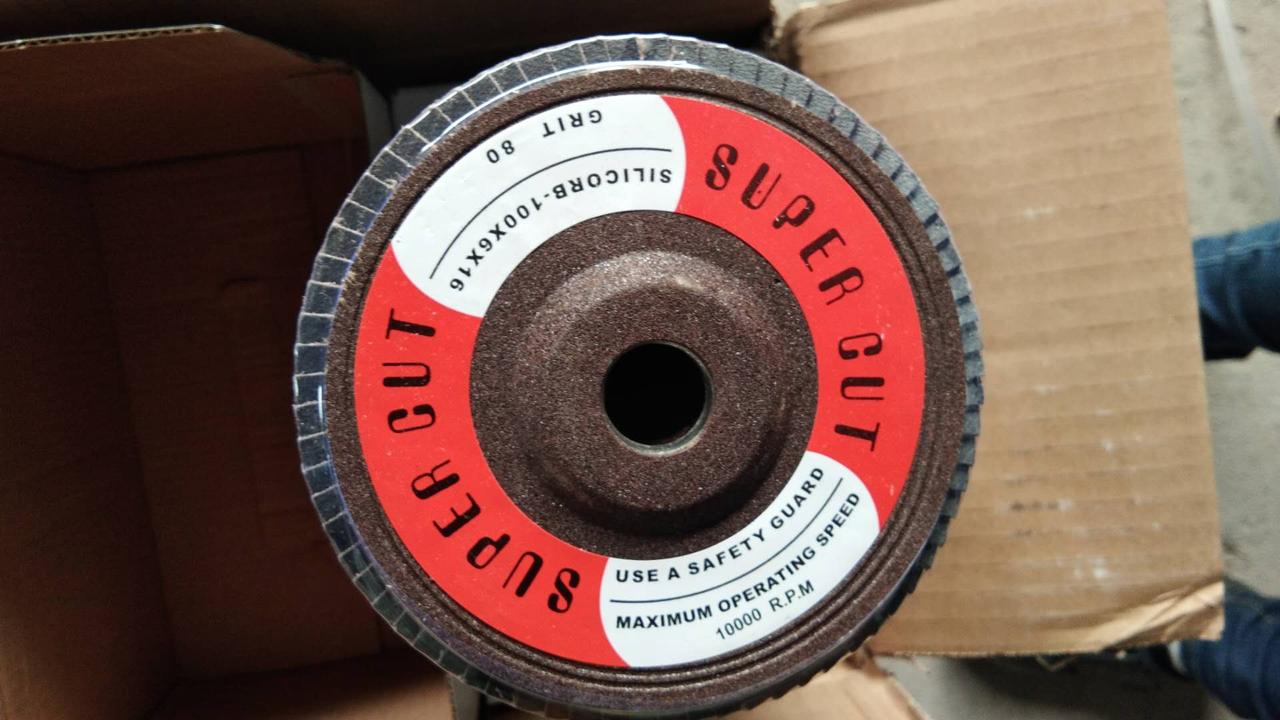 SUPER CUT
GRIT 80
SILICORB-100X6X16
SUPER CUT
USE A SAFETY GUARD
MAXIMUM OPERATING SPEED
10000 R.P.M